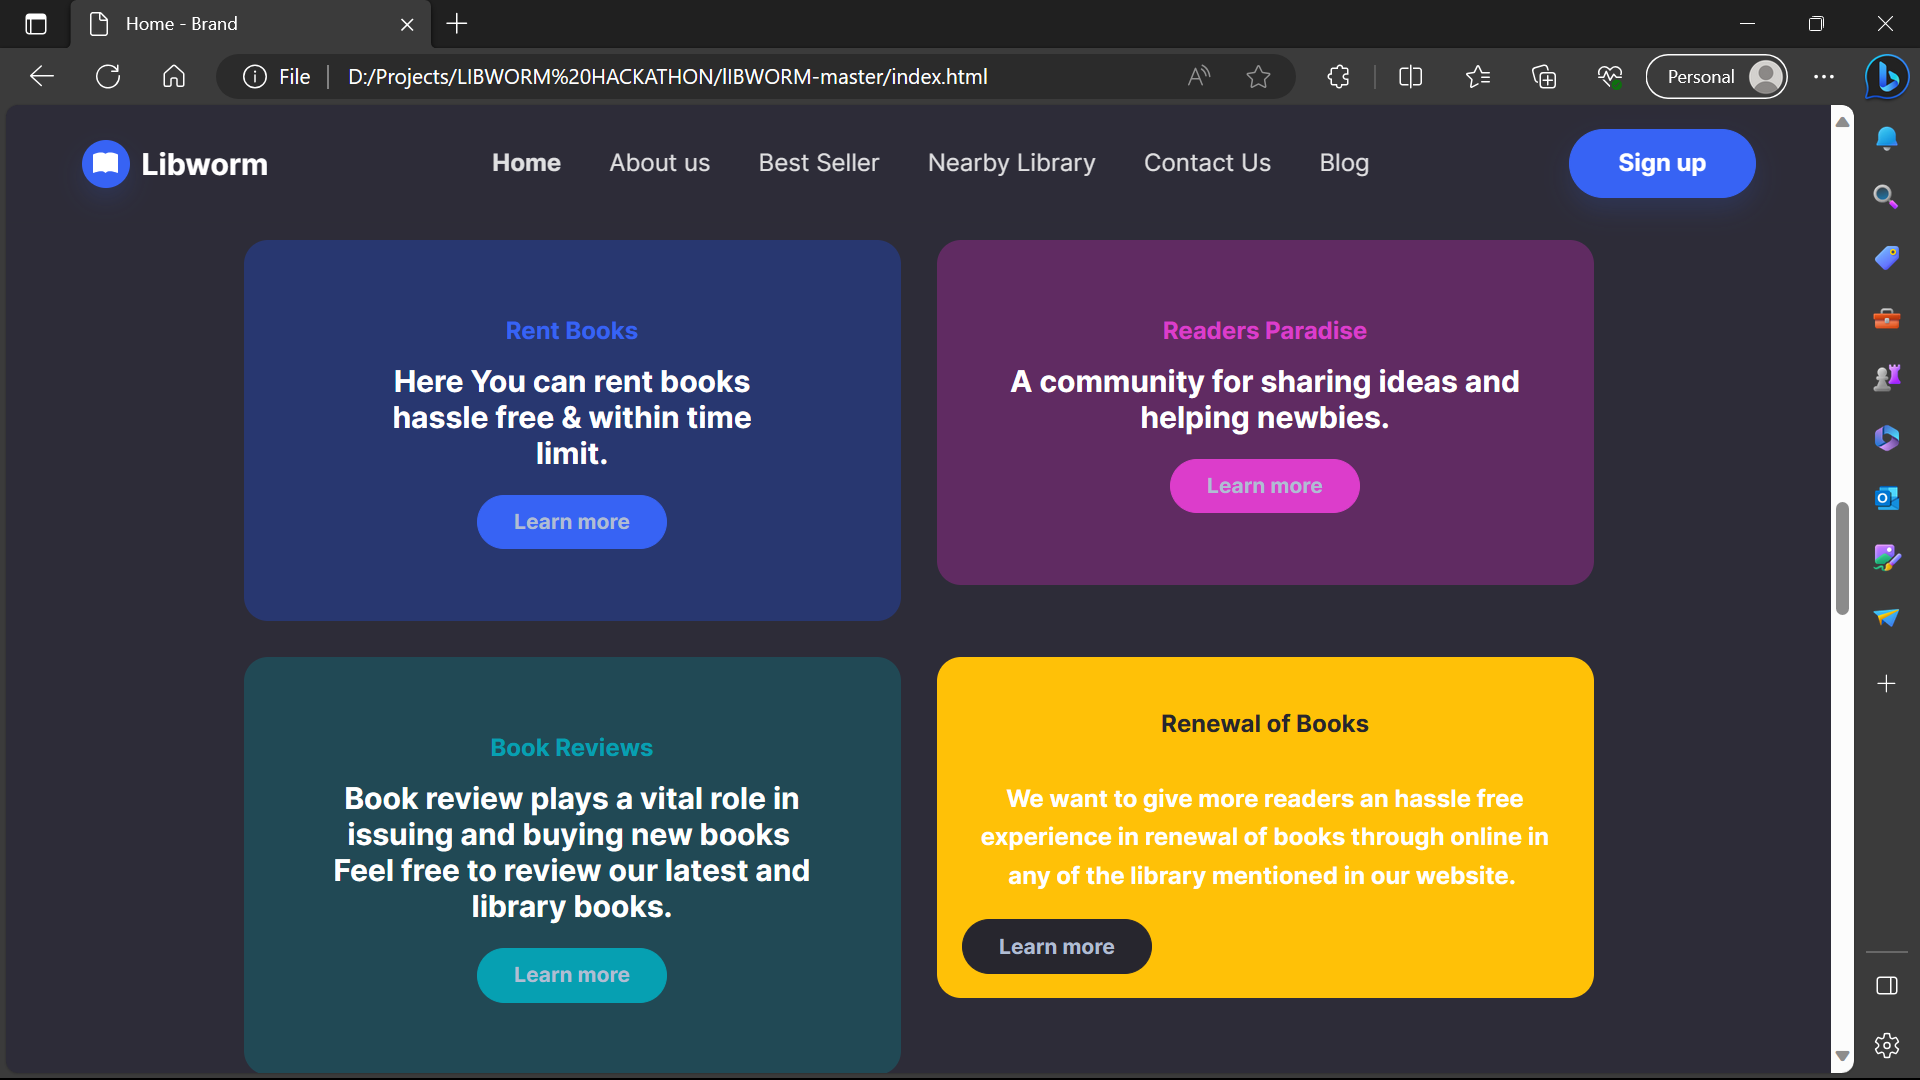 Home - Brand
File
D:/Projects/LIBWORM%20HACKATHON/lIBWORM-master/index.html
Personal
Libworm
Home
About us
Best Seller
Nearby Library
Contact Us
Blog
Sign up
Rent Books
Here You can rent books
hassle free & within time
limit.
Learn more
Readers Paradise
A community for sharing ideas and
helping newbies.
Learn more
Book Reviews
Book review plays a vital role in
issuing and buying new books
Feel free to review our latest and
library books.
Learn more
Renewal of Books
We want to give more readers an hassle free
experience in renewal of books through online in
any of the library mentioned in our website.
Learn more